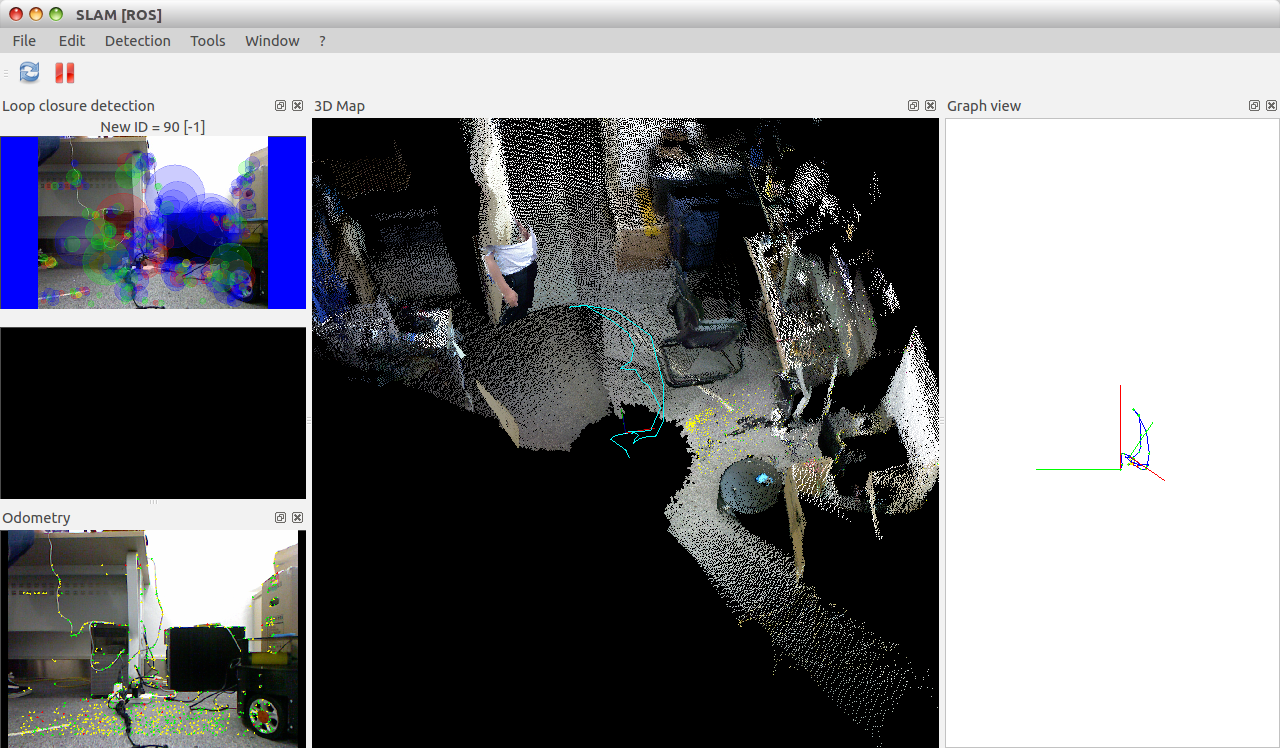 SLAM [ROS]
File Edit Detection Tools Window ?
Loop closure detection
New ID = 90 [-1]
3D Map
Graph view
Odometry